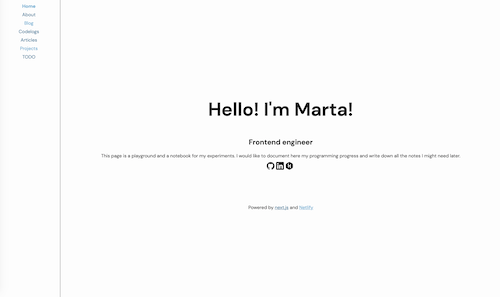 Home
About
Blog
Codelogs
Articles
Projects
TODO
Hello! I'm Marta!
Frontend engineer
This page is a playground and a notebook for my experiments. I would like to document here my programming progress and write down all the notes I might need later.
Powered by next.js and Netlify